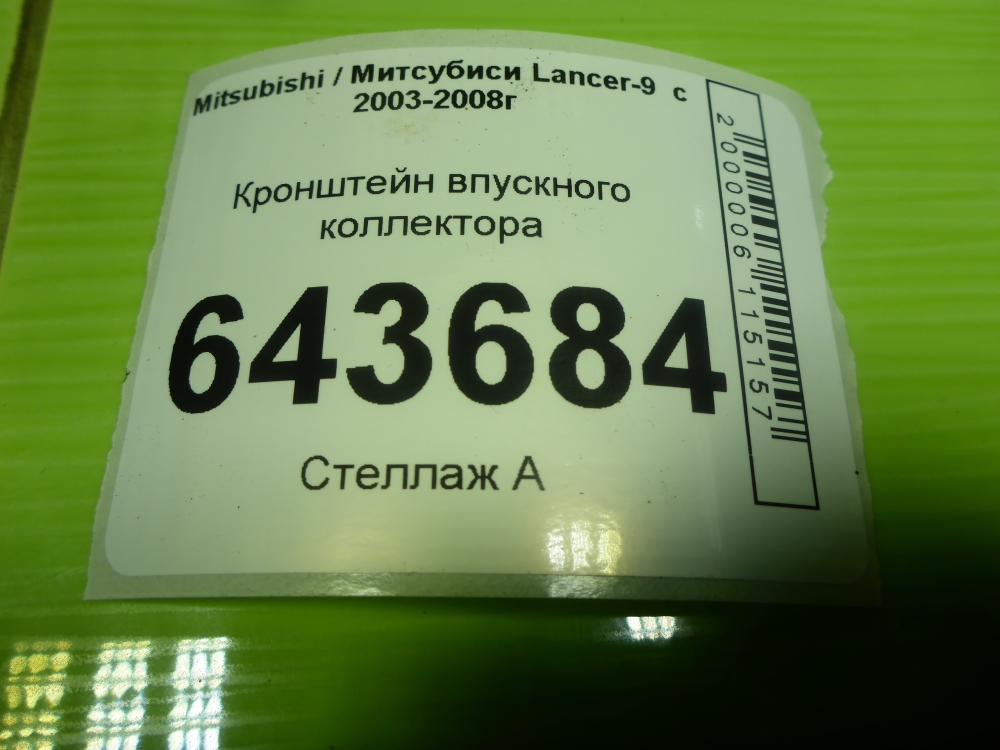 Mitsubishi / Митсубиси Lancer-9 с
2003-2008г
Кронштейн впускного
коллектора
643684
Стеллаж А
2000006115157